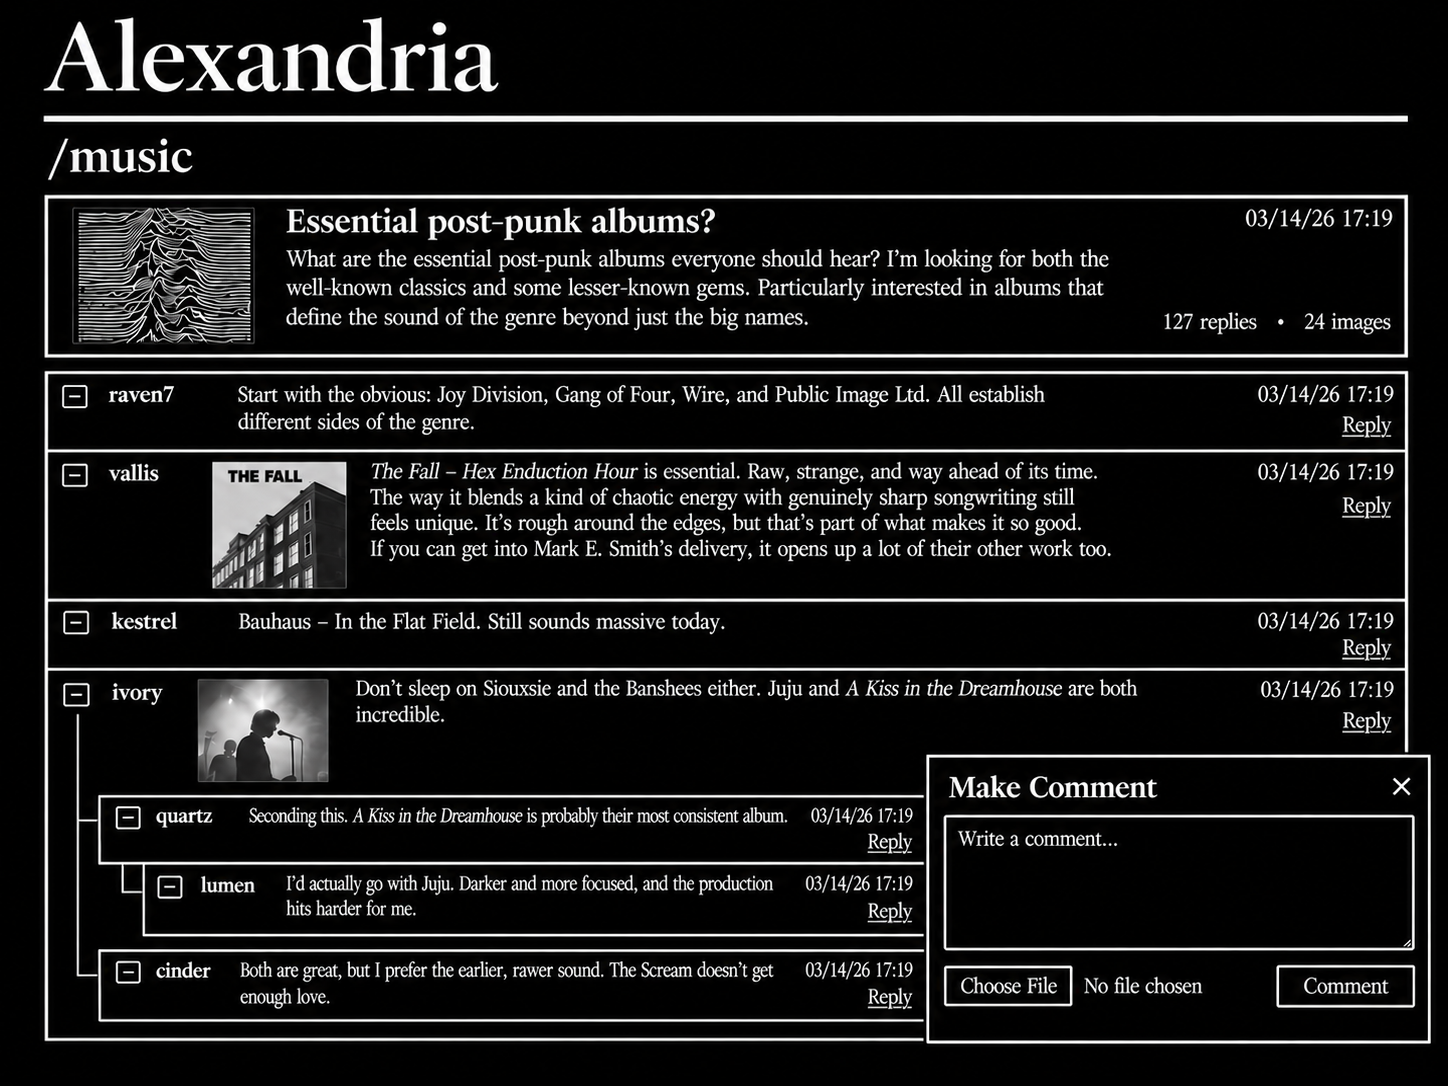 Alexandria
/music
Essential post-punk albums?
03/14/26 17:19
What are the essential post-punk albums everyone should hear? I’m looking for both the
well-known classics and some lesser-known gems. Particularly interested in albums that
define the sound of the genre beyond just the big names.
127 replies • 24 images
raven7
Start with the obvious: Joy Division, Gang of Four, Wire, and Public Image Ltd. All establish
different sides of the genre.
03/14/26 17:19
Reply
vallis
THE FALL
The Fall – Hex Enduction Hour is essential. Raw, strange, and way ahead of its time.
The way it blends a kind of chaotic energy with genuinely sharp songwriting still
feels unique. It’s rough around the edges, but that’s part of what makes it so good.
If you can get into Mark E. Smith’s delivery, it opens up a lot of their other work too.
03/14/26 17:19
Reply
kestrel
Bauhaus – In the Flat Field. Still sounds massive today.
03/14/26 17:19
Reply
ivory
Don’t sleep on Siouxsie and the Banshees either. Juju and A Kiss in the Dreamhouse are both
incredible.
03/14/26 17:19
Reply
quartz
Seconding this. A Kiss in the Dreamhouse is probably their most consistent album.
03/14/26 17:19
Reply
lumen
I’d actually go with Juju. Darker and more focused, and the production
hits harder for me.
03/14/26 17:19
Reply
cinder
Both are great, but I prefer the earlier, rawer sound. The Scream doesn’t get
enough love.
03/14/26 17:19
Reply
Make Comment
Write a comment...
Choose File
No file chosen
Comment